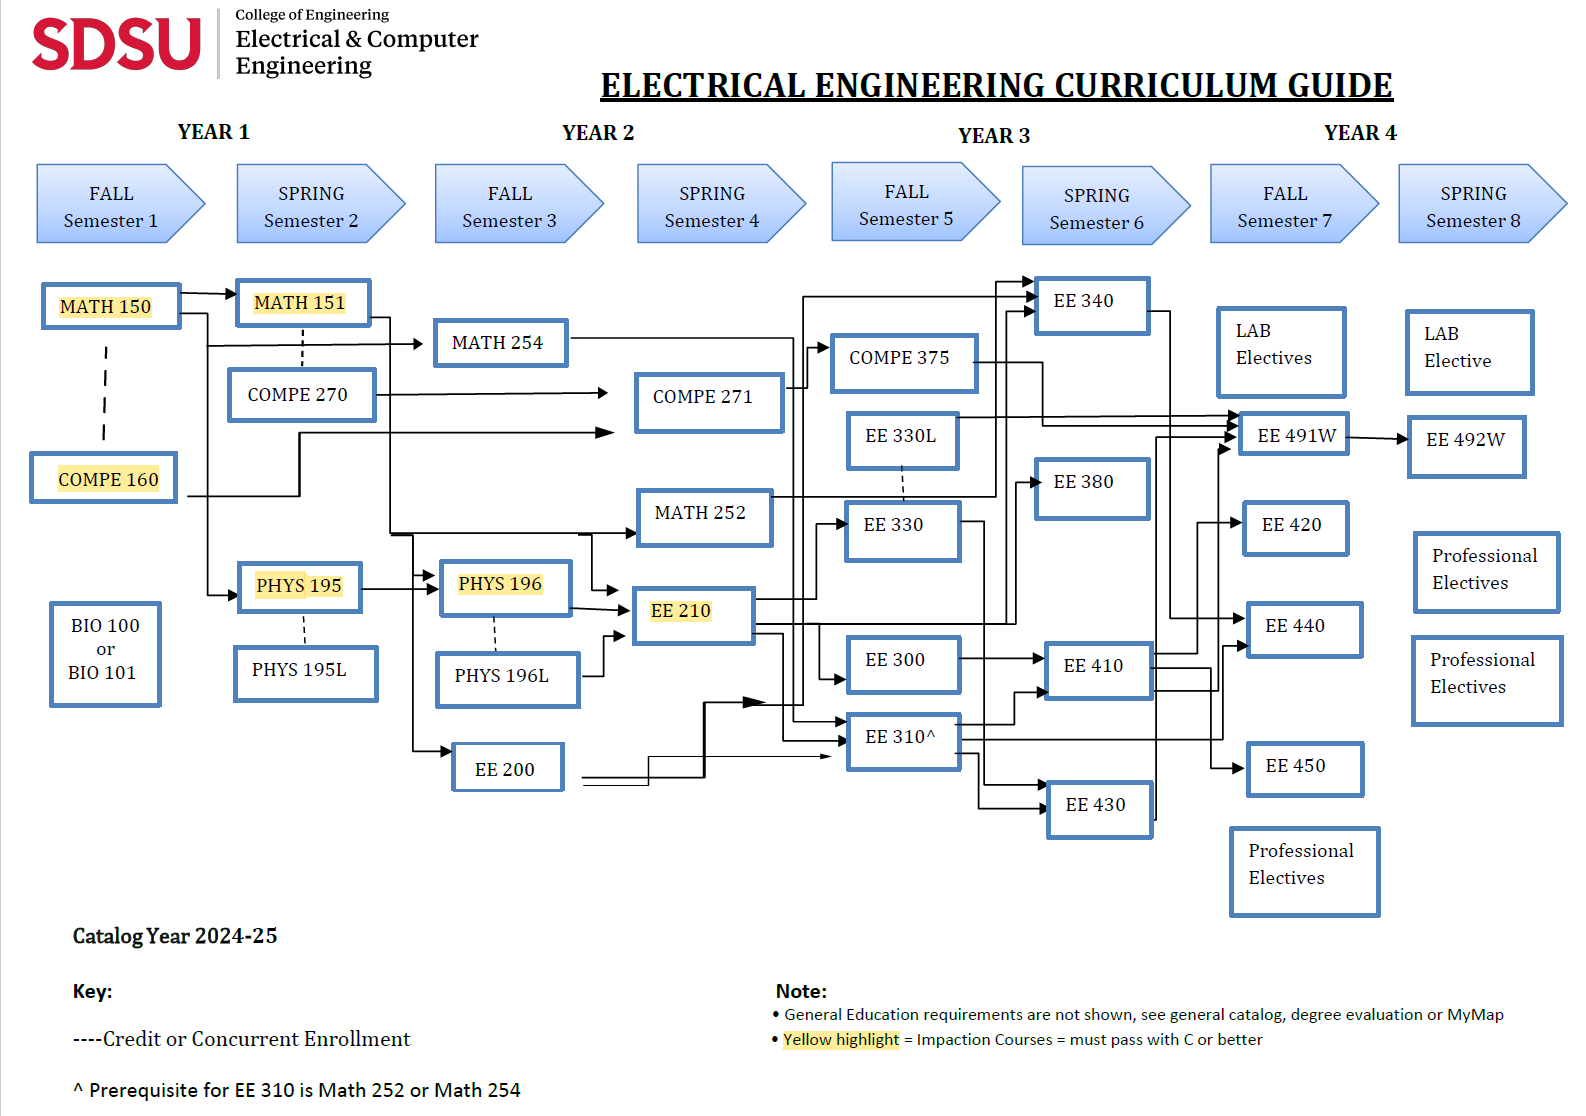 SDSU
College of Engineering
Electrical & Computer
Engineering
ELECTRICAL ENGINEERING CURRICULUM GUIDE
YEAR 1
YEAR 2
YEAR 3
YEAR 4
FALL
Semester 1
SPRING
Semester 2
FALL
Semester 3
SPRING
Semester 4
FALL
Semester 5
SPRING
Semester 6
FALL
Semester 7
SPRING
Semester 8
MATH 150
COMPE 160
BIO 100
or
BIO 101
MATH 151
COMPE 270
PHYS 195
PHYS 195L
MATH 254
PHYS 196
PHYS 196L
EE 200
COMPE 271
MATH 252
EE 210
COMPE 375
EE 330L
EE 330
EE 300
EE 310^
EE 340
EE 380
EE 410
EE 430
LAB
Electives
EE 491W
EE 420
EE 440
EE 450
Professional
Electives
LAB
Elective
EE 492W
Professional
Electives
Professional
Electives
Catalog Year 2024-25
Key:
----Credit or Concurrent Enrollment
^ Prerequisite for EE 310 is Math 252 or Math 254
Note:
• General Education requirements are not shown, see general catalog, degree evaluation or MyMap
• Yellow highlight = Impaction Courses = must pass with C or better